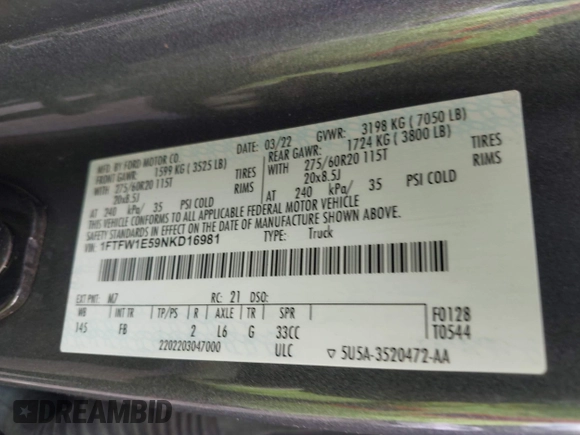 MFD. BY FORD MOTOR CO.
DATE: 03/22 GVWR: 3198 KG ( 7050 LB)
FRONT GAWR: 1599 KG ( 3525 LB) REAR GAWR: 1724 KG ( 3800 LB)
WITH 275/60R20 115T TIRES WITH 275/60R20 115T TIRES
20x8.5J RIMS 20x8.5J RIMS
AT 240 kPa/ 35 PSI COLD AT 240 kPa/ 35 PSI COLD
THIS VEHICLE CONFORMS TO ALL APPLICABLE FEDERAL MOTOR VEHICLE
SAFETY STANDARDS IN EFFECT ON THE DATE OF MANUFACTURE SHOWN ABOVE.
VIN: 1FTFW1E59NKD16981 TYPE: Truck
EXT PNT: M7 RC: 21 DSO:
WB INT TR TP/PS R AXLE TR SPR F0128
145 FB 2 L6 G 33CC T0544
2202203047000 ULC ▽ 5U5A-3520472-AA
DREAMBID